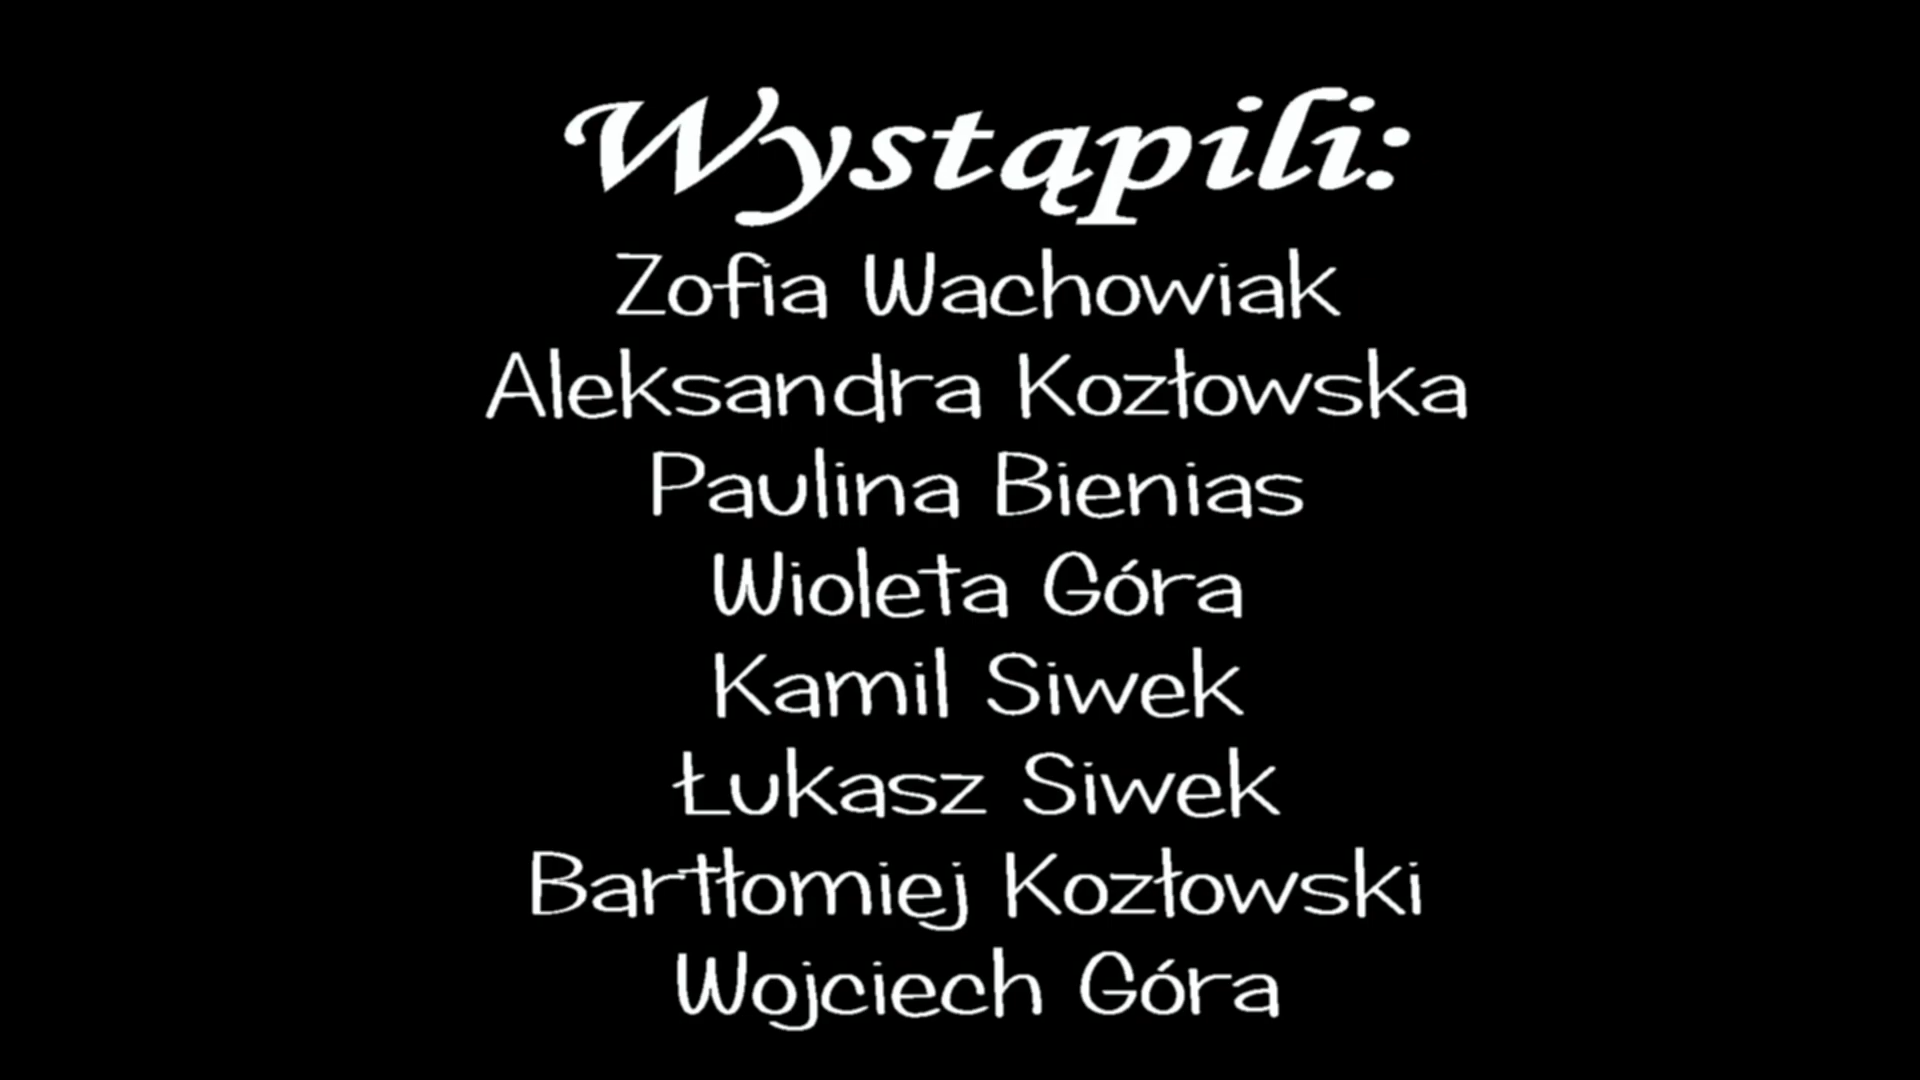 Wystąpili:
Zofia Wachowiak
Aleksandra Kozłowska
Paulina Bienias
Wioleta Góra
Kamil Siwek
Łukasz Siwek
Bartłomiej Kozłowski
Wojciech Góra